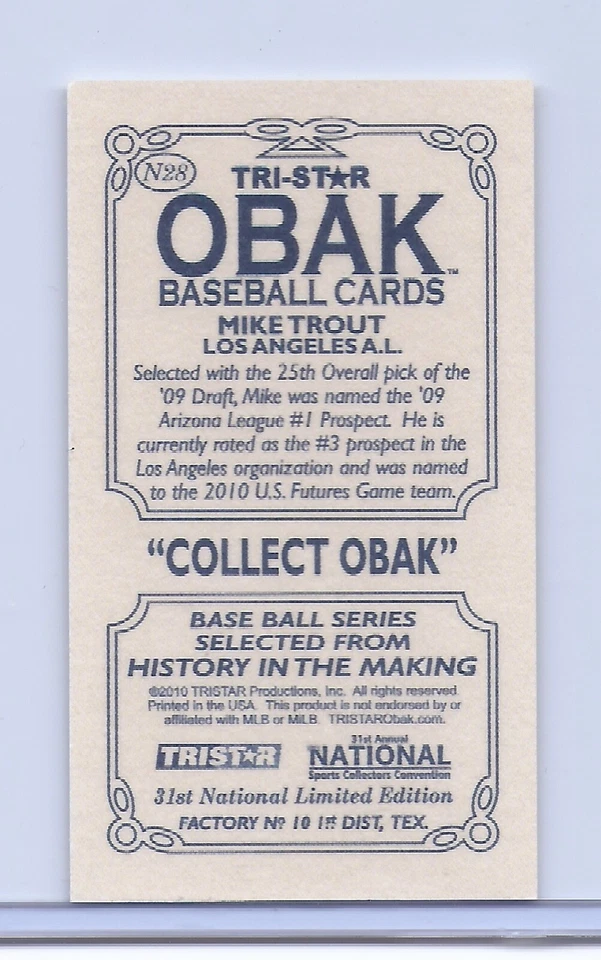 N28
TRI-ST★R
OBAK™
BASEBALL CARDS
MIKE TROUT
LOS ANGELES A.L.
Selected with the 25th Overall pick of the
'09 Draft, Mike was named the '09
Arizona League #1 Prospect. He is
currently rated as the #3 prospect in the
Los Angeles organization and was named
to the 2010 U.S. Futures Game team.
“COLLECT OBAK”
BASE BALL SERIES
SELECTED FROM
HISTORY IN THE MAKING
©2010 TRISTAR Productions, Inc. All rights reserved.
Printed in the USA. This product is not endorsed by or
affiliated with MLB or MiLB. TRISTARObak.com.
TRIST★R
31st Annual
NATIONAL
Sports Collectors Convention
31st National Limited Edition
FACTORY Nº 10 1st DIST, TEX.